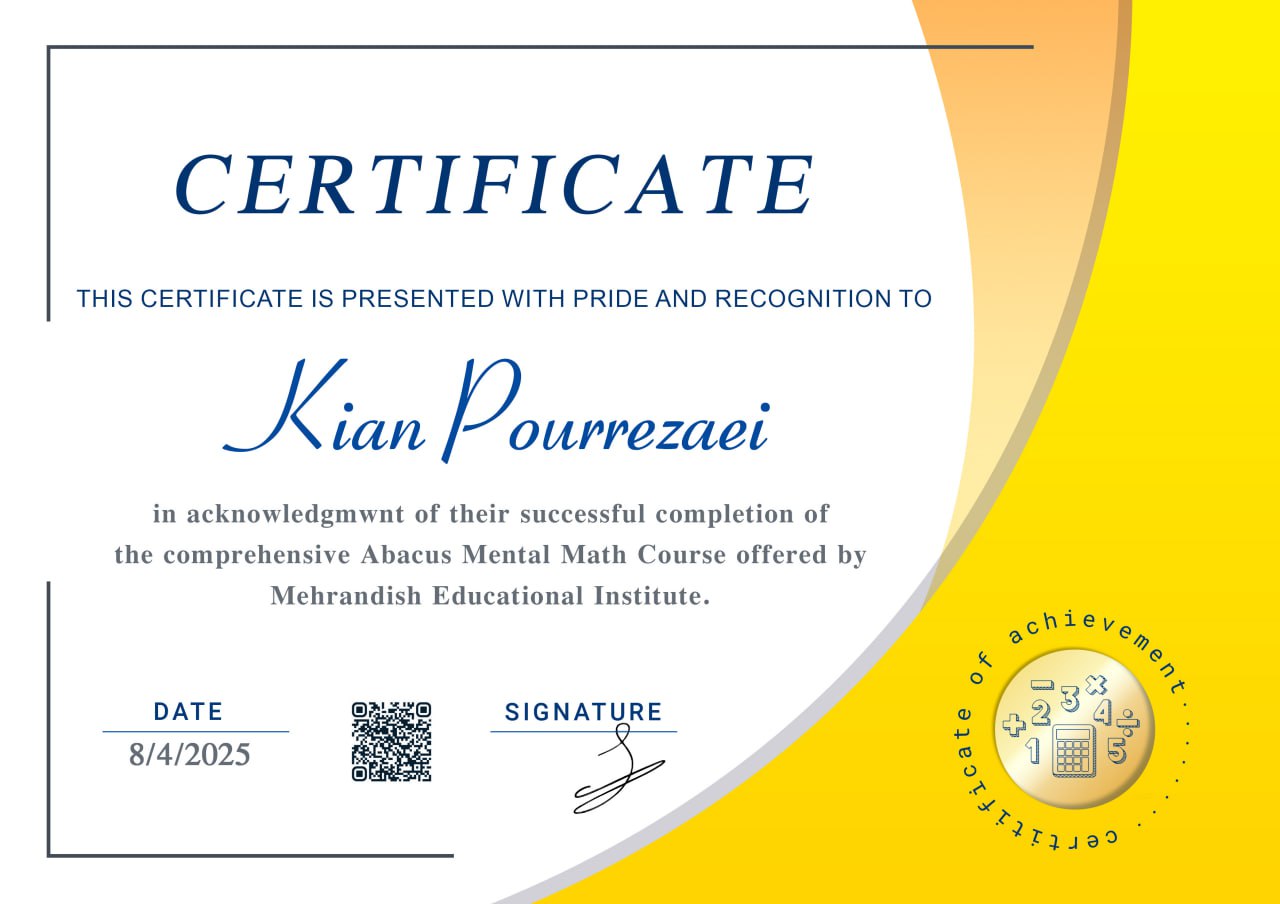 CERTIFICATE
THIS CERTIFICATE IS PRESENTED WITH PRIDE AND RECOGNITION TO
Kian Pourrezaei
in acknowledgmwnt of their successful completion of
the comprehensive Abacus Mental Math Course offered by
Mehrandish Educational Institute.
DATE
8/4/2025
SIGNATURE
certificate of achievement
+ 1 2 3 4 5